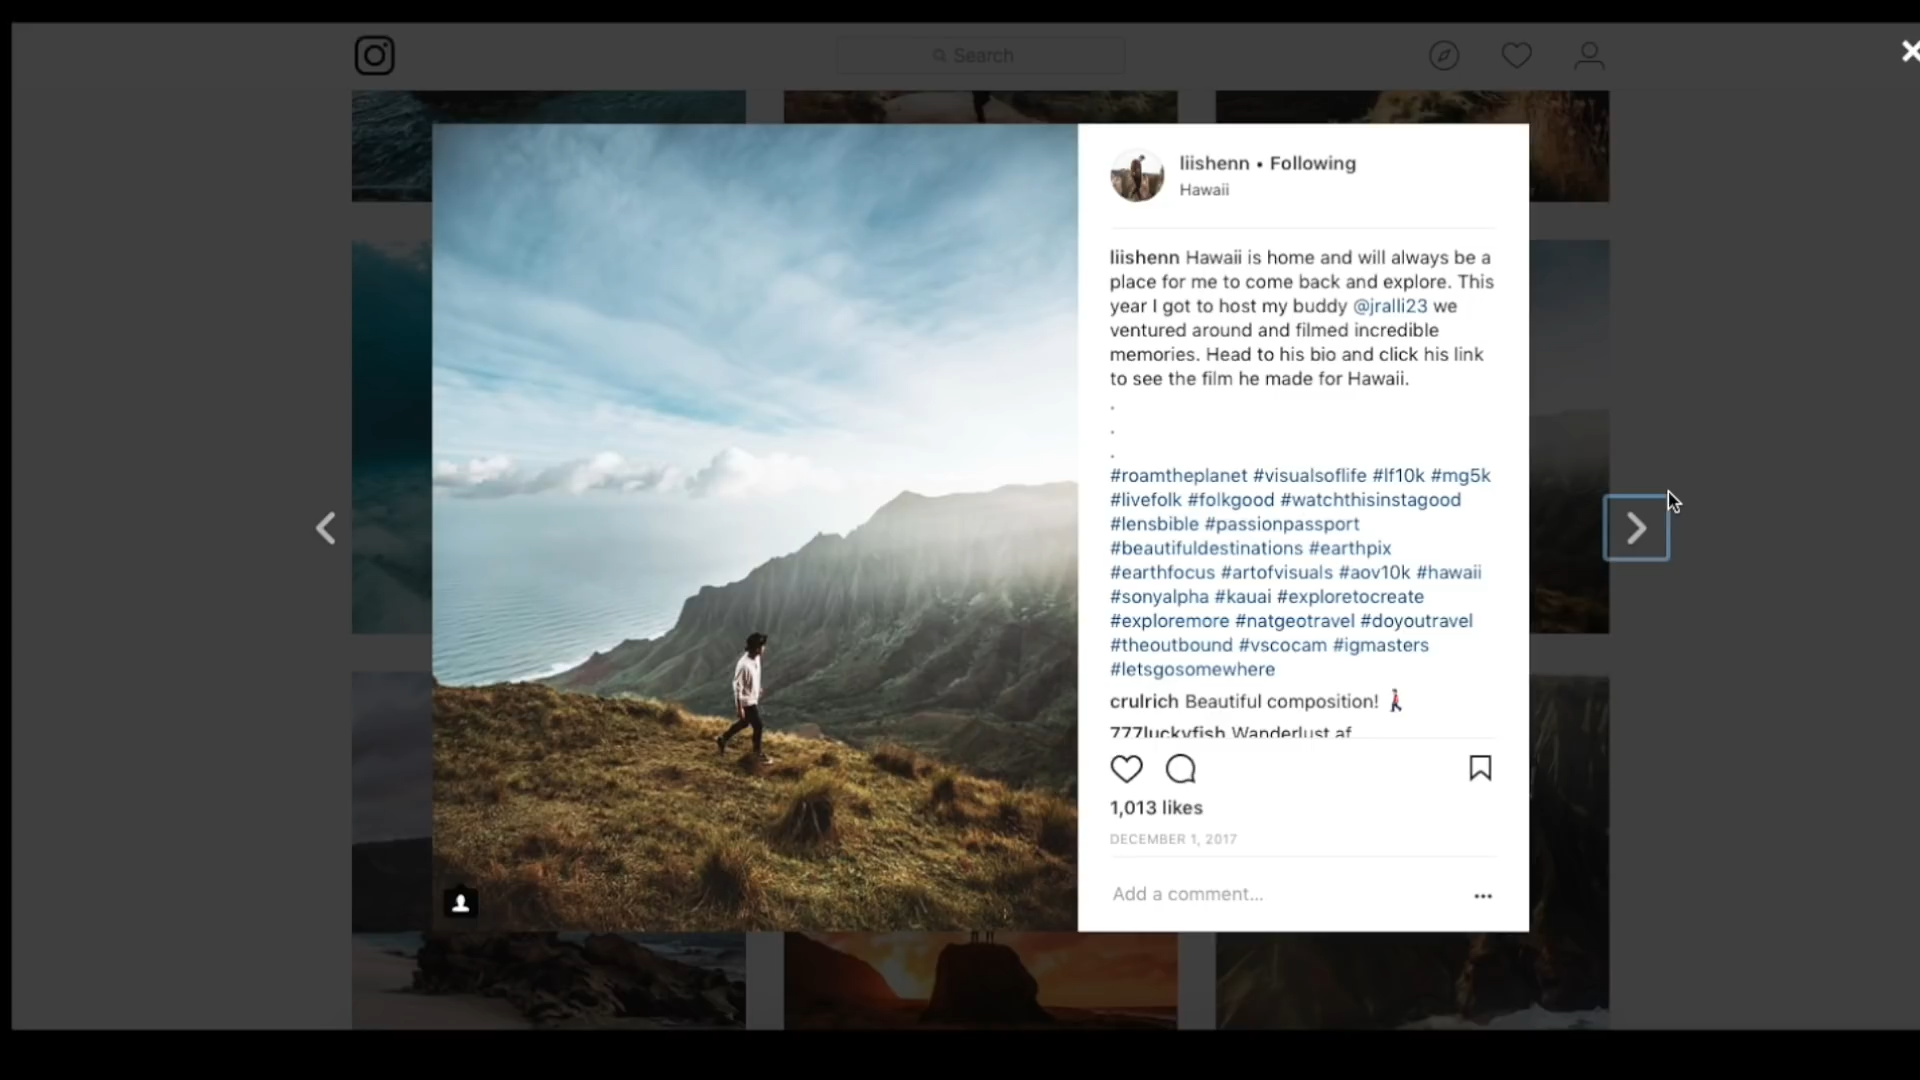 Search
liishenn • Following
Hawaii
liishenn Hawaii is home and will always be a
place for me to come back and explore. This
year I got to host my buddy @jralli23 we
ventured around and filmed incredible
memories. Head to his bio and click his link
to see the film he made for Hawaii.
.
.
.
#roamtheplanet #visualsoflife #lf10k #mg5k
#livefolk #folkgood #watchthisinstagood
#lensbible #passionpassport
#beautifuldestinations #earthpix
#earthfocus #artofvisuals #aov10k #hawaii
#sonyalpha #kauai #exploretocreate
#exploremore #natgeotravel #doyoutravel
#theoutbound #vscocam #igmasters
#letsgosomewhere
crulrich Beautiful composition! 🚶
777luckyfish Wanderlust af
1,013 likes
DECEMBER 1, 2017
Add a comment...